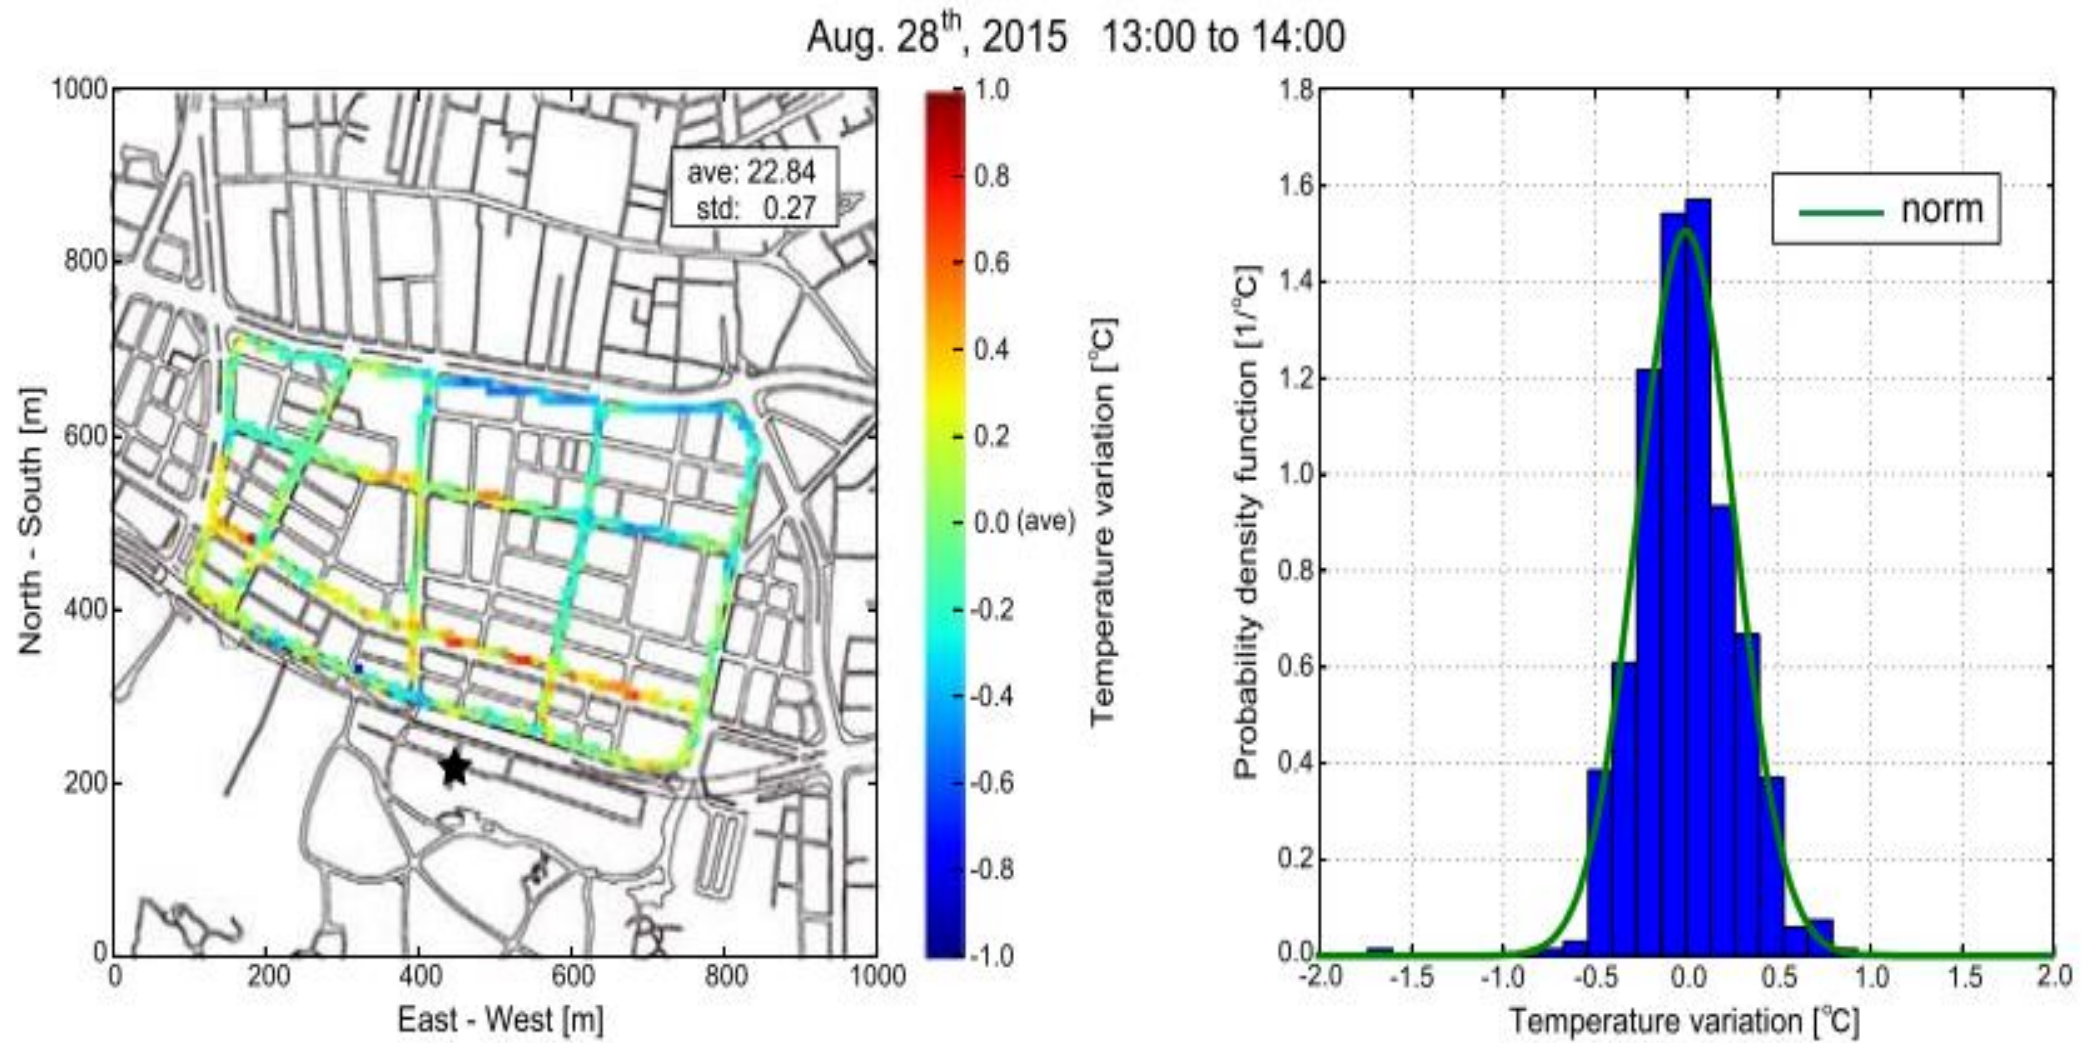 Aug. 28th, 2015 13:00 to 14:00
North - South [m]
1000
800
600
400
200
0
0 200 400 600 800 1000
East - West [m]
ave: 22.84
std: 0.27
1.0
0.8
0.6
0.4
0.2
0.0 (ave)
-0.2
-0.4
-0.6
-0.8
-1.0
Temperature variation [°C]
Probability density function [1/°C]
1.8
1.6
1.4
1.2
1.0
0.8
0.6
0.4
0.2
0.0
norm
-2.0 -1.5 -1.0 -0.5 0.0 0.5 1.0 1.5 2.0
Temperature variation [°C]